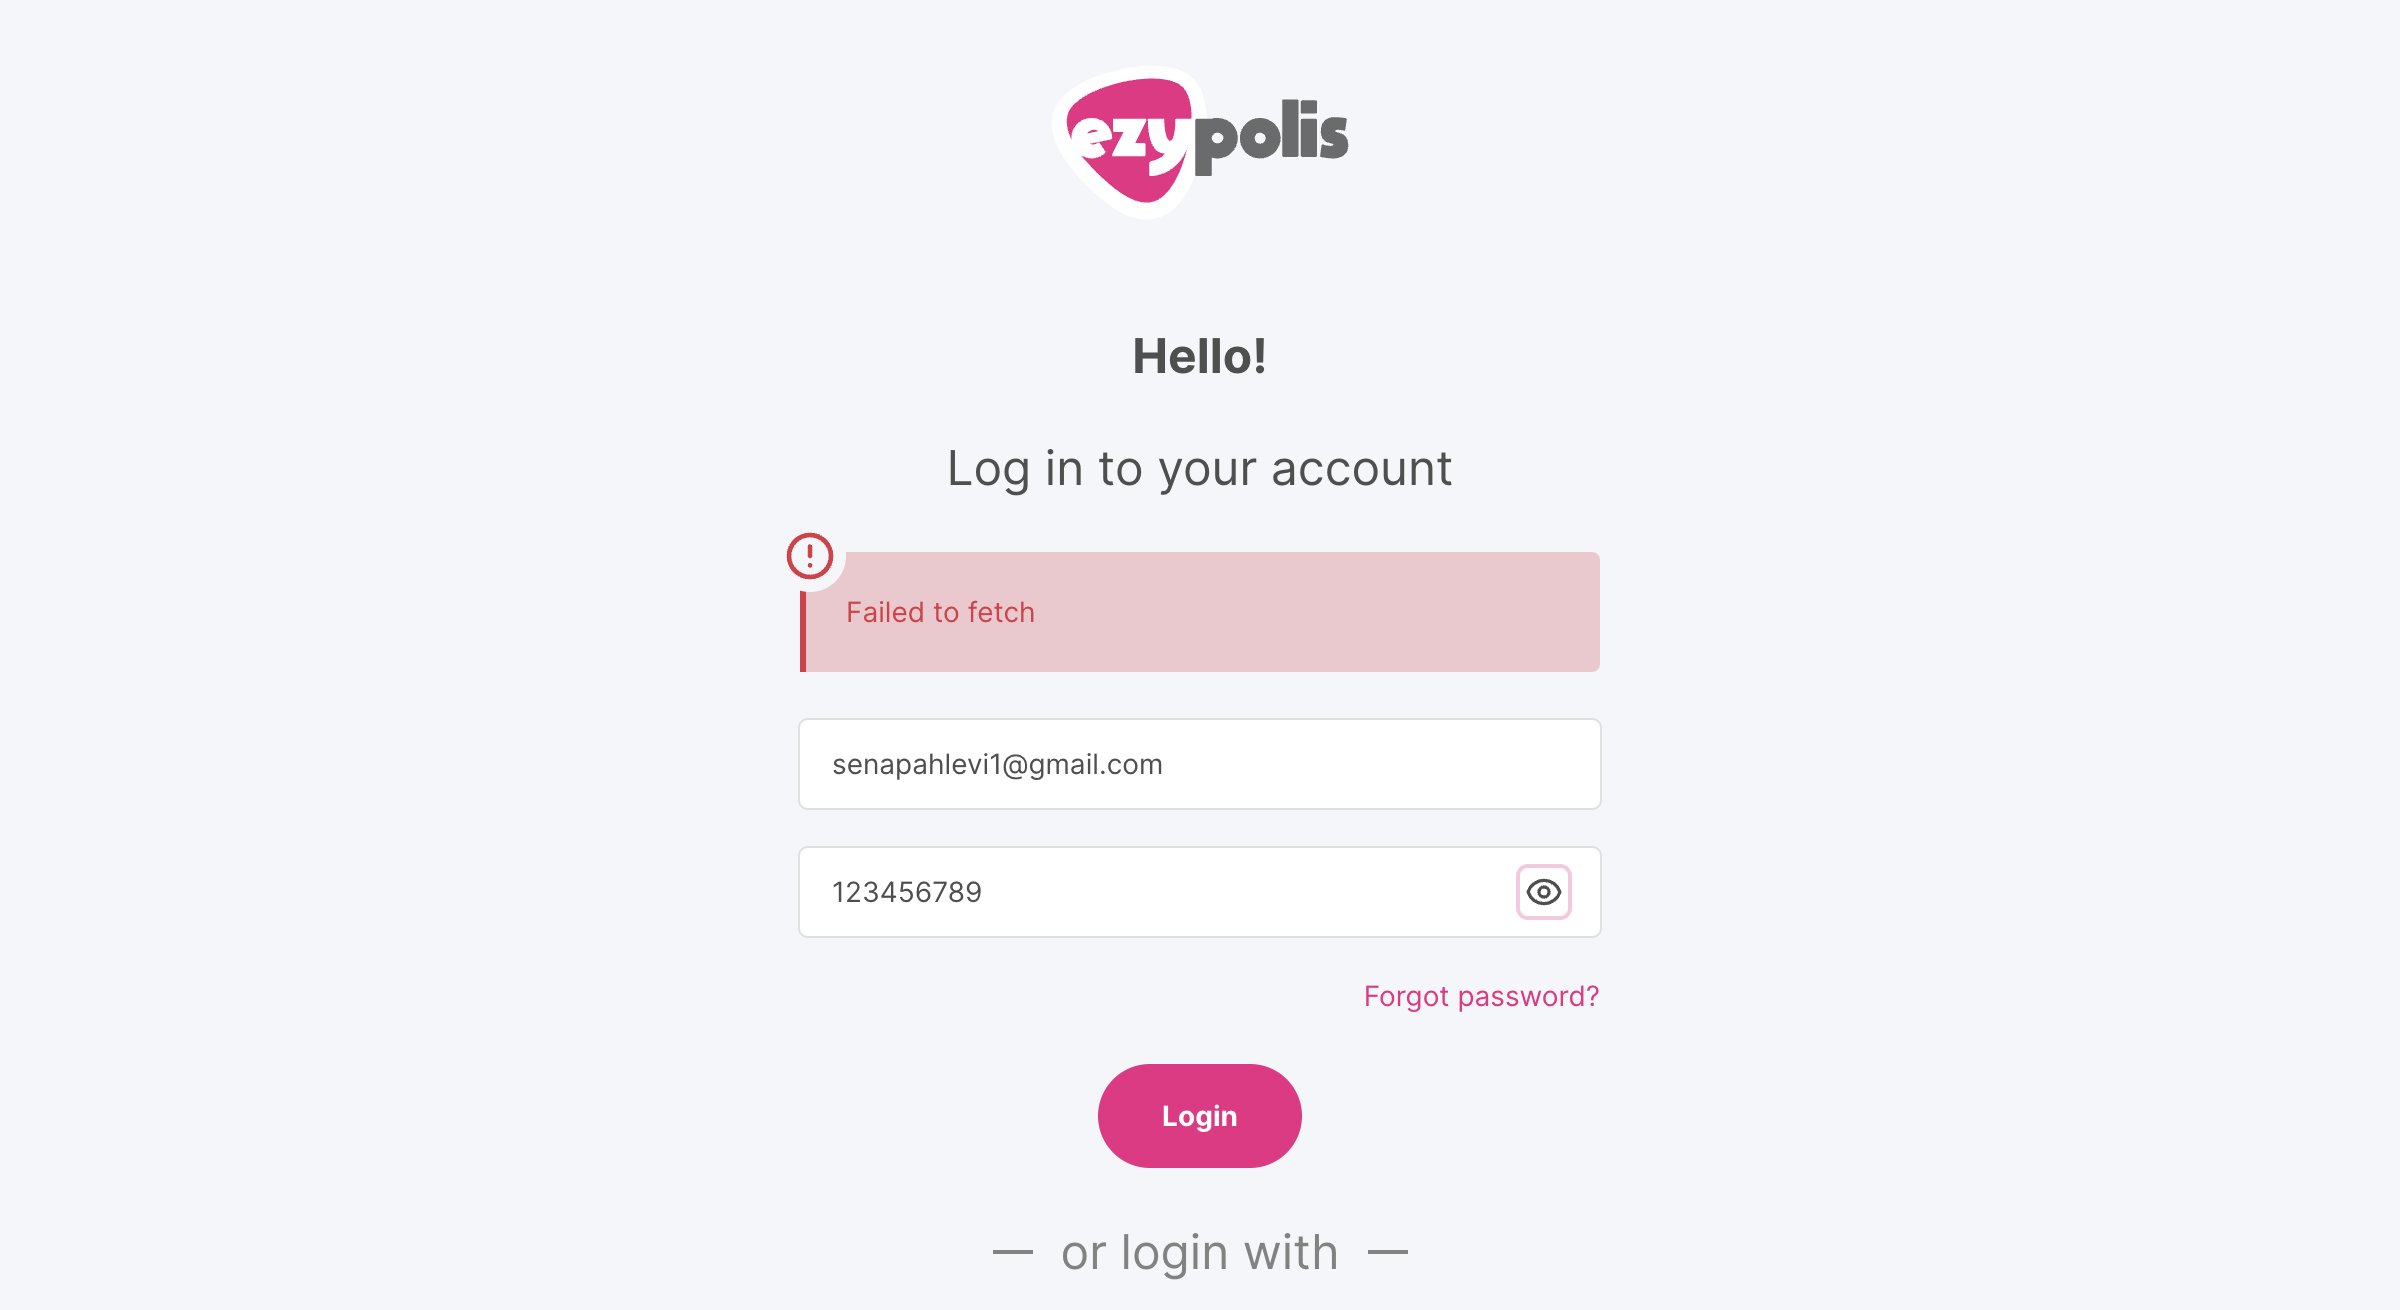 ezypolis
Hello!
Log in to your account
Failed to fetch
senapahlevi1@gmail.com
123456789
Forgot password?
Login
or login with